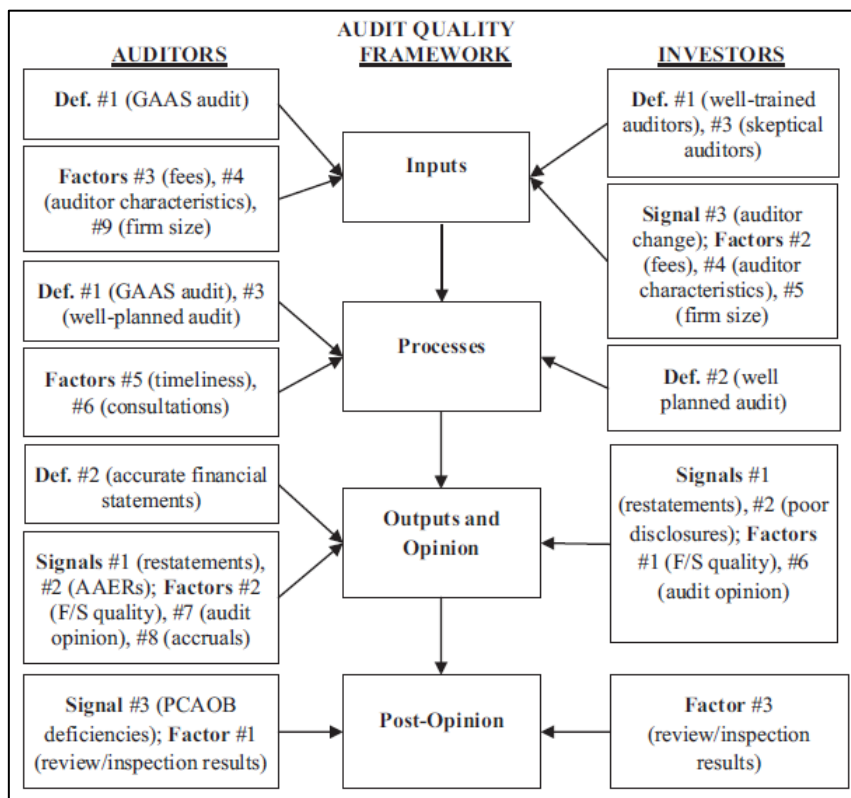 AUDIT QUALITY
FRAMEWORK
AUDITORS
Def. #1 (GAAS audit)
Factors #3 (fees), #4
(auditor characteristics),
#9 (firm size)
Def. #1 (GAAS audit), #3
(well-planned audit)
Factors #5 (timeliness),
#6 (consultations)
Def. #2 (accurate financial
statements)
Signals #1 (restatements),
#2 (AAERs); Factors #2
(F/S quality), #7 (audit
opinion), #8 (accruals)
Signal #3 (PCAOB
deficiencies); Factor #1
(review/inspection results)
Inputs
Processes
Outputs and
Opinion
Post-Opinion
INVESTORS
Def. #1 (well-trained
auditors), #3 (skeptical
auditors)
Signal #3 (auditor
change); Factors #2
(fees), #4 (auditor
characteristics), #5
(firm size)
Def. #2 (well
planned audit)
Signals #1
(restatements), #2 (poor
disclosures); Factors
#1 (F/S quality), #6
(audit opinion)
Factor #3
(review/inspection
results)